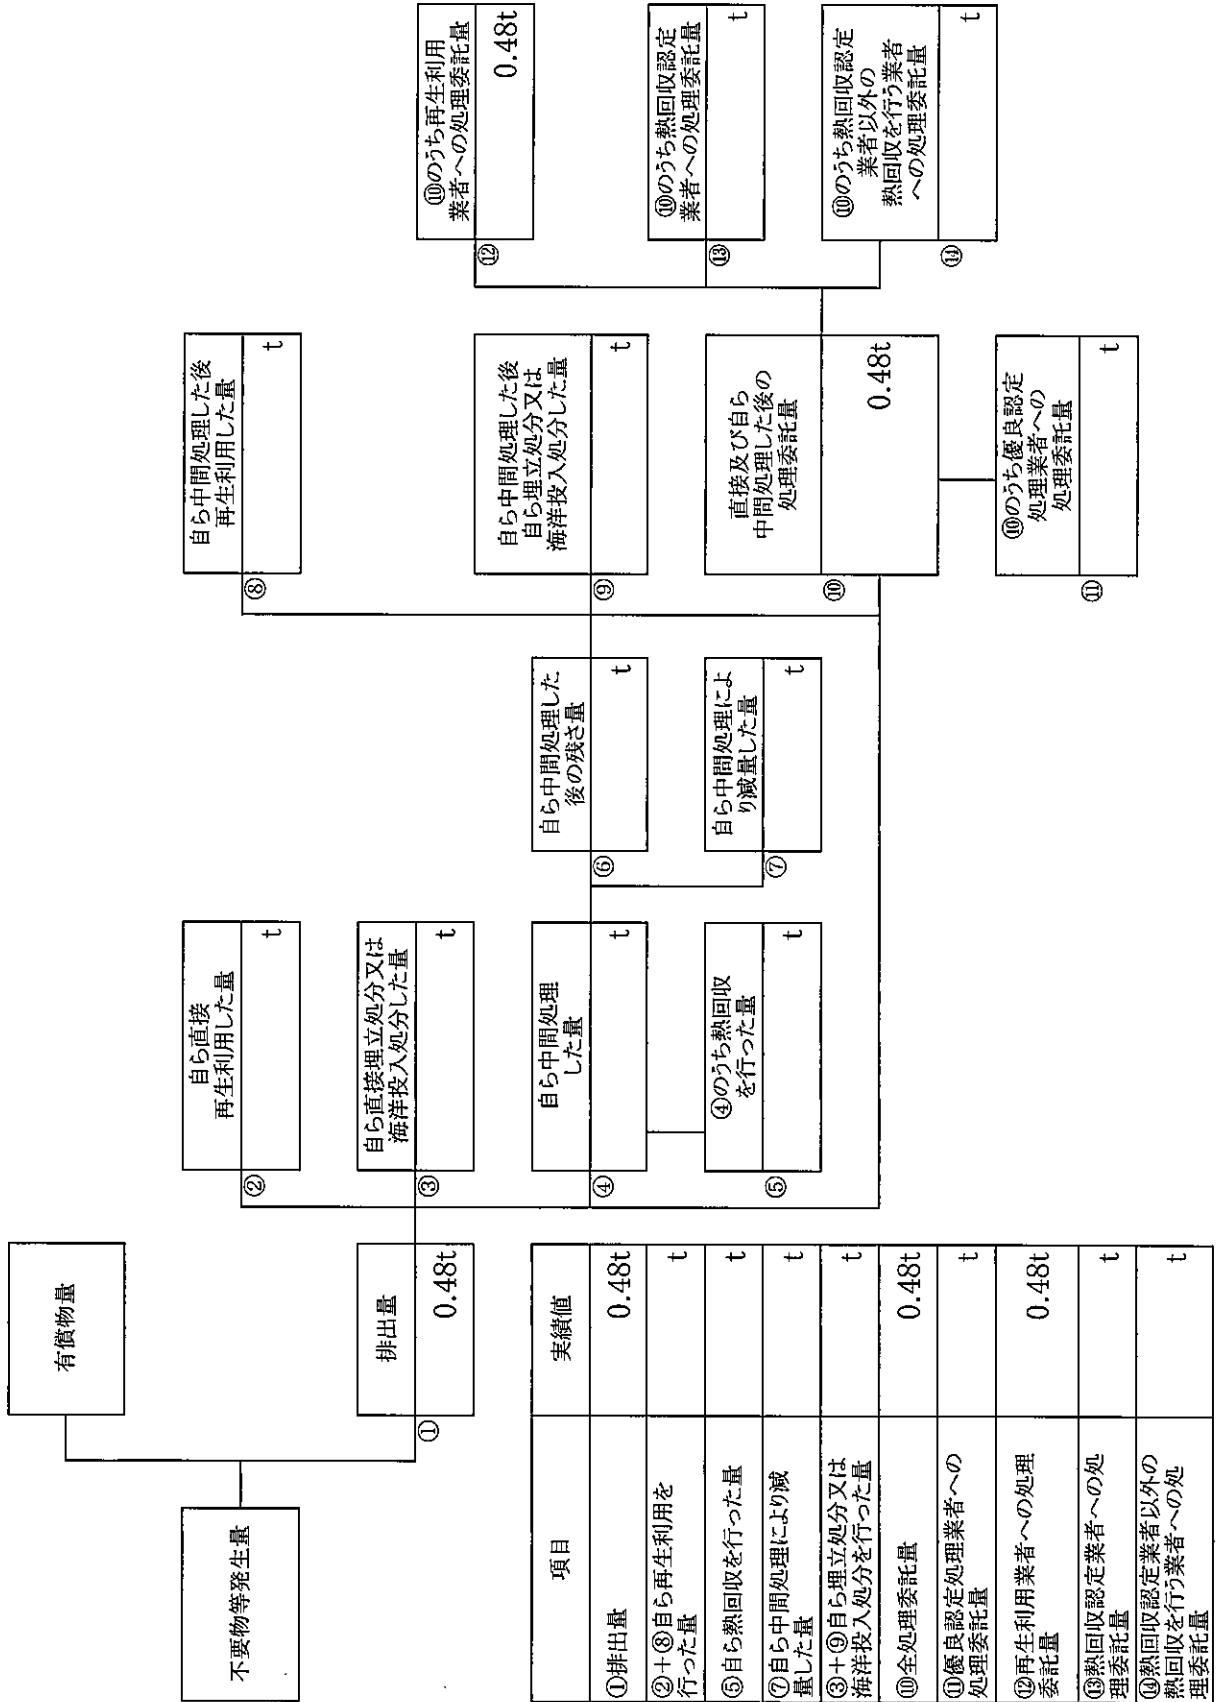 有償物量
不要物等発生量
排出量
①
0.48t
自ら直接
再生利用した量
②
t
自ら直接埋立処分又は
海洋投入処分した量
③
t
自ら中間処理
した量
④
t
④のうち熱回収
を行った量
⑤
t
自ら中間処理した
後の残さ量
⑥
t
自ら中間処理によ
り減量した量
⑦
t
自ら中間処理した後
再生利用した量
⑧
t
自ら中間処理した後
自ら埋立処分又は
海洋投入処分した量
⑨
t
直接及び自ら
中間処理した後の
処理委託量
⑩
0.48t
⑩のうち優良認定
処理業者への
処理委託量
⑪
t
⑩のうち再生利用
業者への処理委託量
⑫
0.48t
⑩のうち熱回収認定
業者への処理委託量
⑬
t
⑩のうち熱回収認定
業者以外の
熱回収を行う業者
への処理委託量
⑭
t
項目 実績値
①排出量 0.48t
②+⑧自ら再生利用を
行った量 t
⑤自ら熱回収を行った量 t
⑦自ら中間処理により減
量した量 t
③+⑨自ら埋立処分又は
海洋投入処分を行った量 t
⑩全処理委託量 0.48t
⑪優良認定処理業者への
処理委託量 t
⑫再生利用業者への処理
委託量 0.48t
⑬熱回収認定業者への処
理委託量 t
⑭熱回収認定業者以外の
熱回収を行う業者への処
理委託量 t